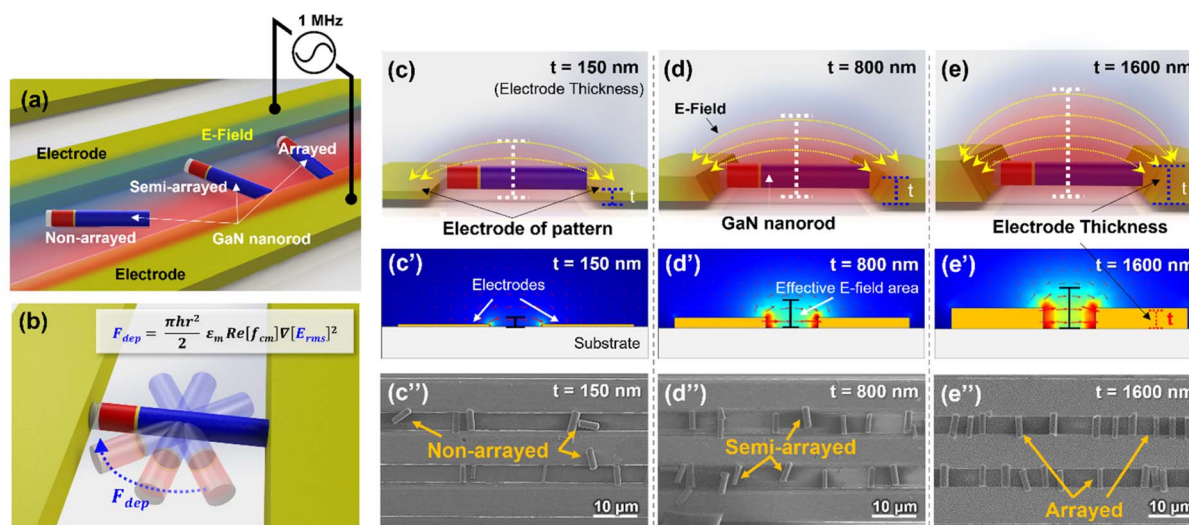 1 MHz
(a)
E-Field
Electrode
Arrayed
Semi-arrayed
Non-arrayed
GaN nanorod
Electrode
(b)
F_dep = πhr²/2 ε_m Re[f_cm]∇[E_rms]²
F_dep
(c)
t = 150 nm
(Electrode Thickness)
t
Electrode of pattern
(d)
t = 800 nm
E-Field
t
GaN nanorod
(e)
t = 1600 nm
t
Electrode Thickness
(c')
t = 150 nm
Electrodes
Substrate
(d')
t = 800 nm
Effective E-field area
(e')
t = 1600 nm
t
(c'')
t = 150 nm
Non-arrayed
10 μm
(d'')
t = 800 nm
Semi-arrayed
10 μm
(e'')
t = 1600 nm
Arrayed
10 μm